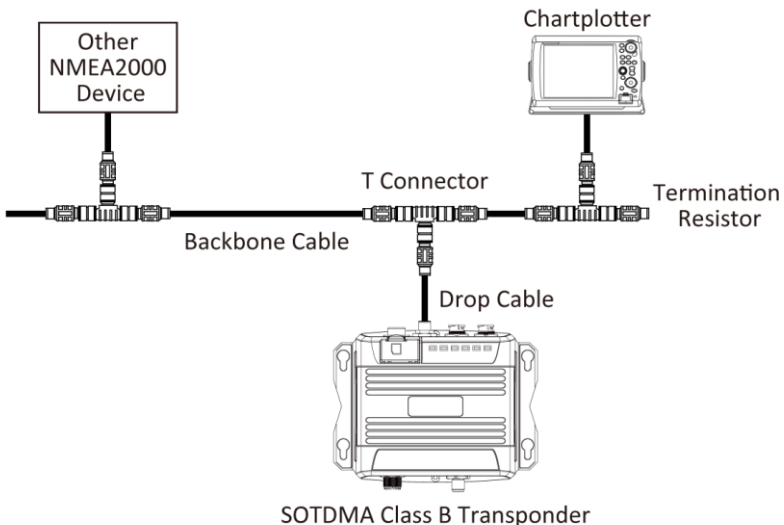 Chartplotter
Other
NMEA2000
Device
T Connector
Termination
Resistor
Backbone Cable
Drop Cable
SOTDMA Class B Transponder